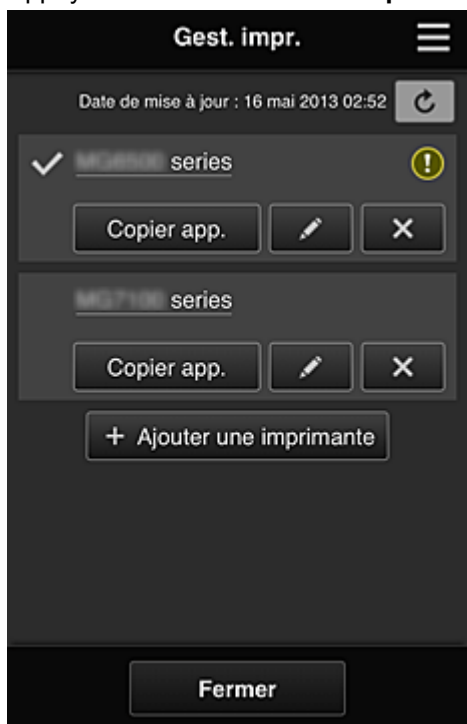 Gest. impr.
Date de mise à jour : 16 mai 2013 02:52
series
Copier app.
series
Copier app.
+ Ajouter une imprimante
Fermer